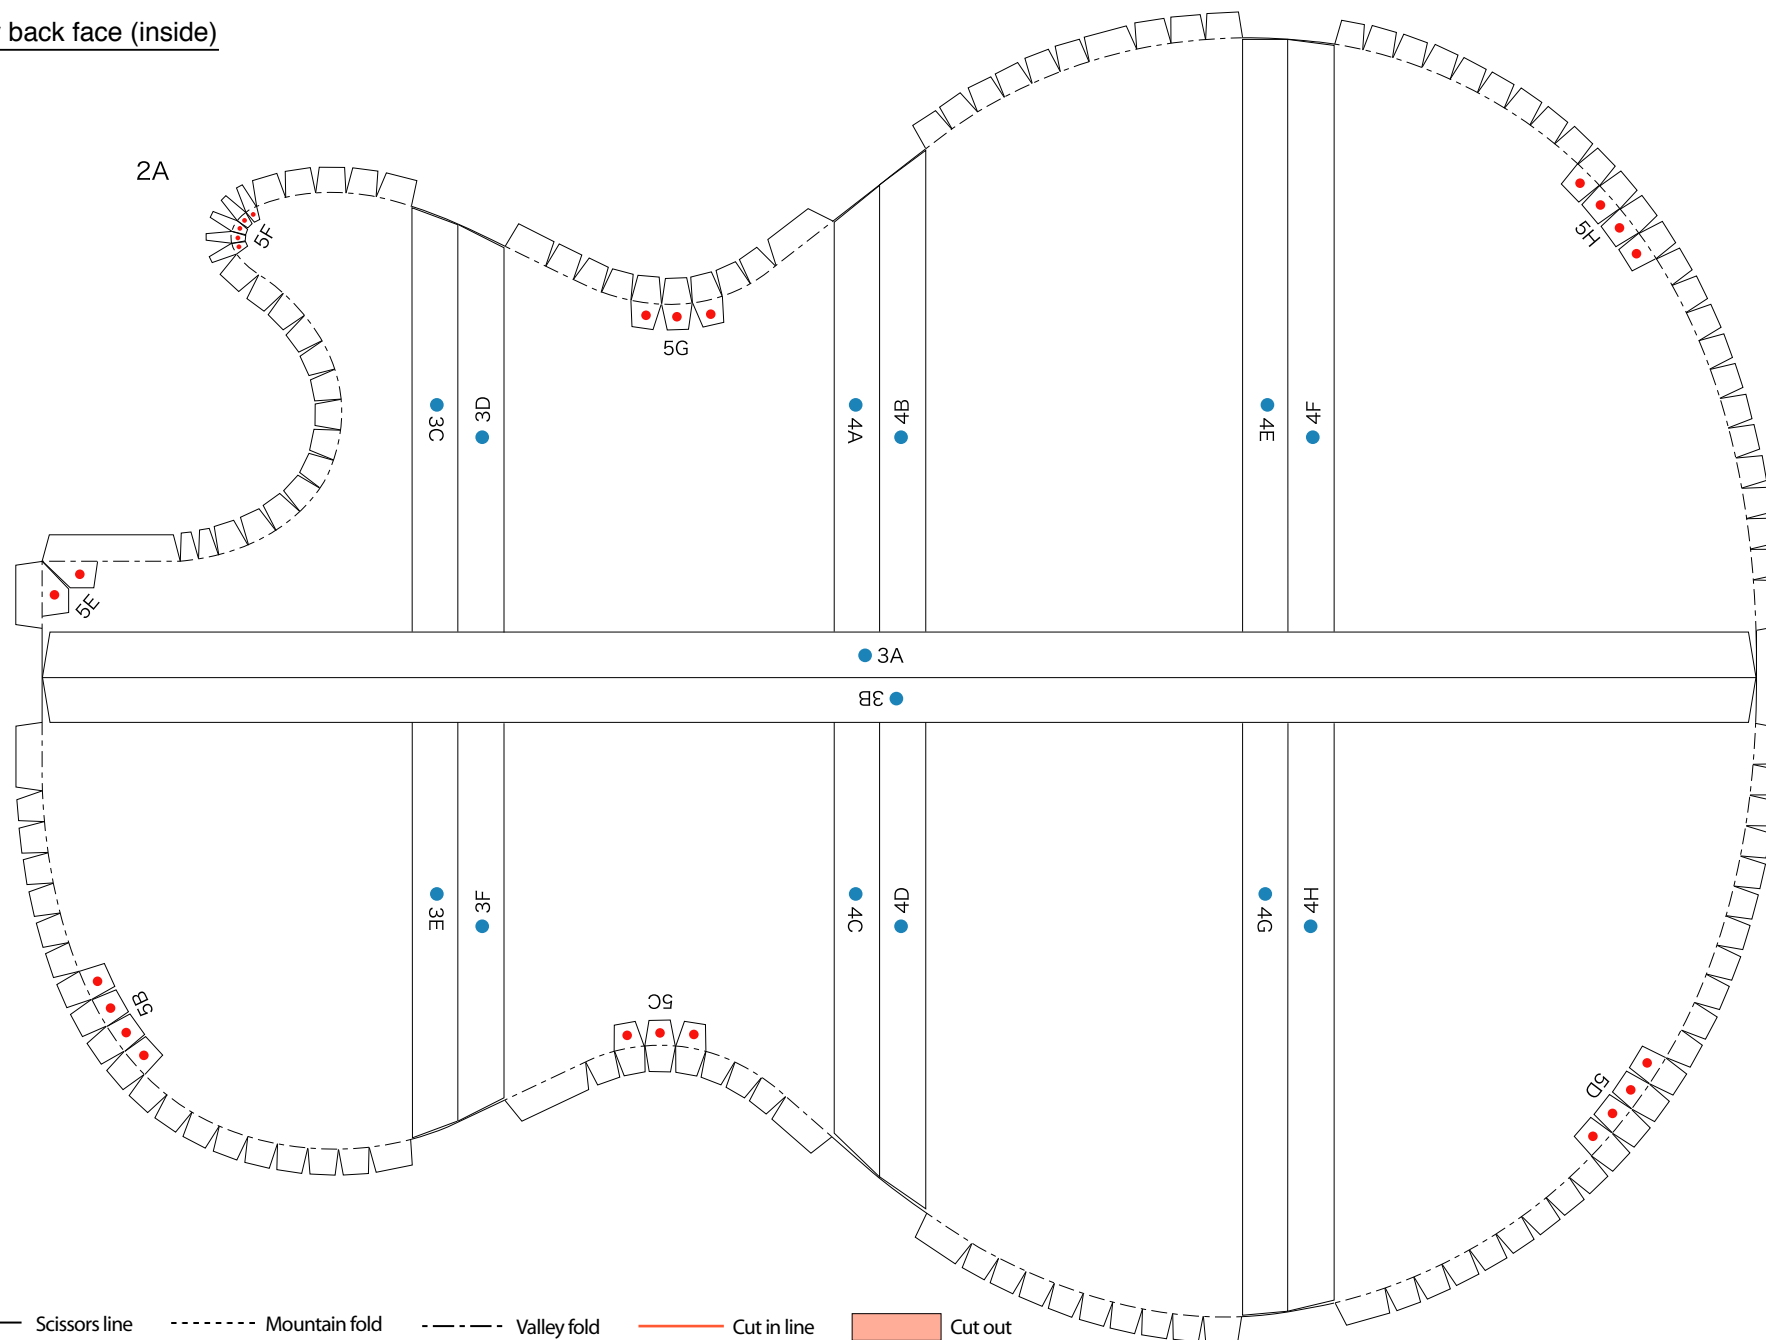 back face (inside)
2A
5F
5H
5G
3C
3D
4A
4B
4E
4F
5E
3A
3B
3E
3F
4C
4D
4G
4H
5B
5C
5D
Scissors line
Mountain fold
Valley fold
Cut in line
Cut out